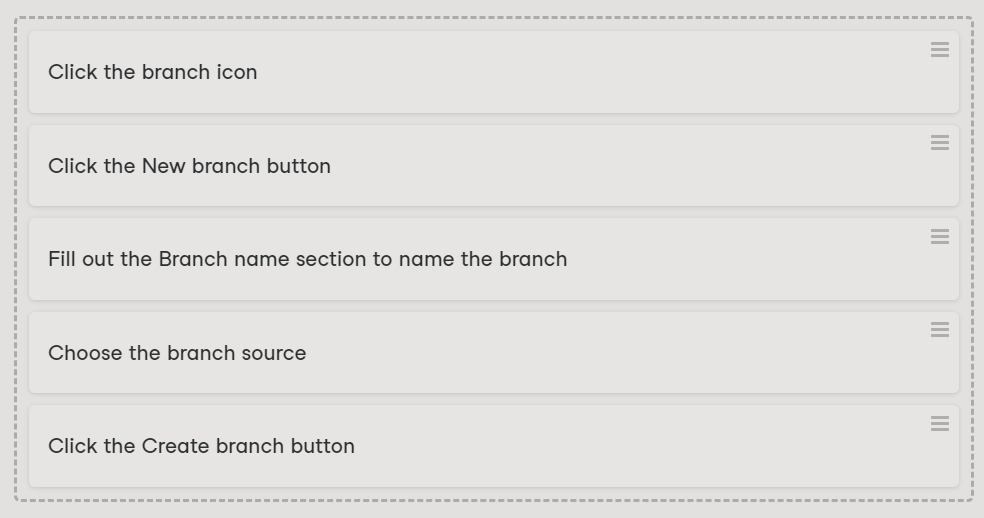 Click the branch icon
Click the New branch button
Fill out the Branch name section to name the branch
Choose the branch source
Click the Create branch button